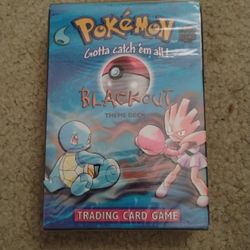 POKéMON
Gotta catch 'em all!
BLACKOUT
THEME DECK
TRADING CARD GAME